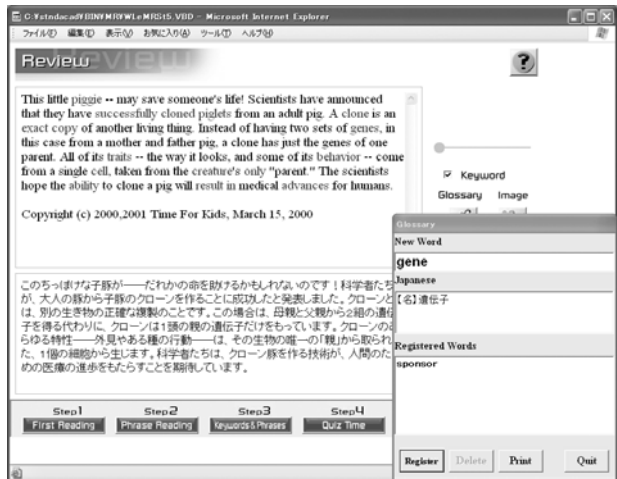 C:¥stndacad¥BIN¥MR¥WLeMRSt5.VBD - Microsoft Internet Explorer
ファイル(F) 編集(E) 表示(V) お気に入り(A) ツール(T) ヘルプ(H)
Review
?
This little piggie -- may save someone's life! Scientists have announced
that they have successfully cloned piglets from an adult pig. A clone is an
exact copy of another living thing. Instead of having two sets of genes, in
this case from a mother and father pig, a clone has just the genes of one
parent. All of its traits -- the way it looks, and some of its behavior -- come
from a single cell, taken from the creature's only "parent." The scientists
hope the ability to clone a pig will result in medical advances for humans.
Copyright (c) 2000,2001 Time For Kids, March 15, 2000
Keyword
Glossary Image
このちっぽけな子豚が――だれかの命を助けるかもしれないのです！科学者たち
が、大人の豚から子豚のクローンを作ることに成功したと発表しました。クローンと
は、別の生き物の正確な複製のことです。この場合は、母親と父親から2組の遺伝
子を得る代わりに、クローンは1頭の親の遺伝子だけをもっています。クローンのあ
らゆる特性――外見やある種の行動――は、その生物の唯一の「親」から取られ
た、1個の細胞から生じます。科学者たちは、クローン豚を作る技術が、人間のた
めの医療の進歩をもたらすことを期待しています。
Glossary
New Word
gene
Japanese
【名】遺伝子
Registered Words
sponsor
Register Delete Print Quit
Step1 Step2 Step3 Step4
First Reading Phrase Reading Keywords & Phrases Quiz Time